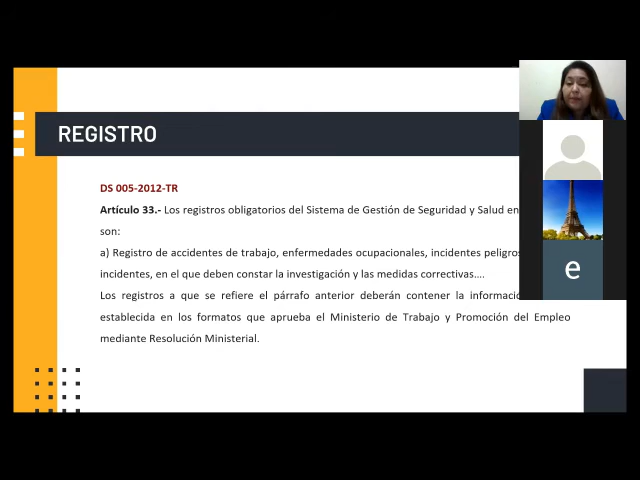 REGISTRO
DS 005-2012-TR
Artículo 33.- Los registros obligatorios del Sistema de Gestión de Seguridad y Salud en
son:
a) Registro de accidentes de trabajo, enfermedades ocupacionales, incidentes
incidentes, en el que deben constar la investigación y las medidas correctivas....
Los registros a que se refiere el párrafo anterior deberán contener la
establecida en los formatos que aprueba el Ministerio de Trabajo y Promoción del Empleo
mediante Resolución Ministerial.
e